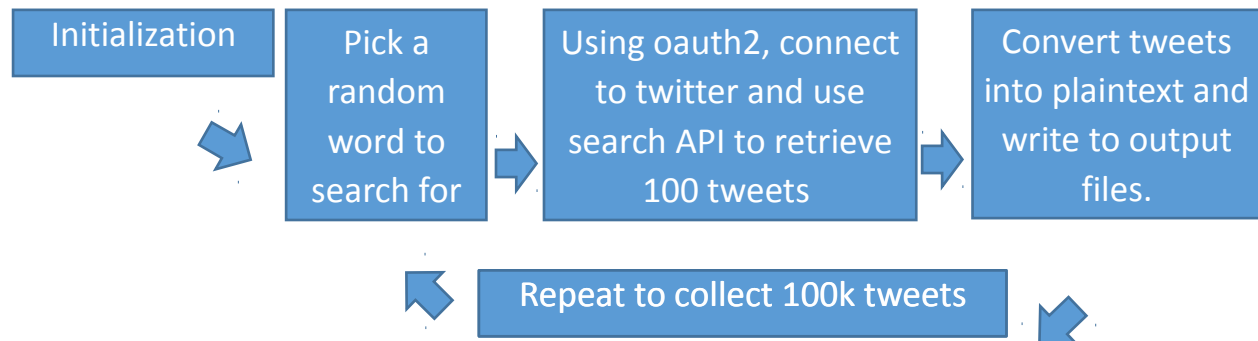 Initialization
Pick a
random
word to
search for
Using oauth2, connect
to twitter and use
search API to retrieve
100 tweets
Convert tweets
into plaintext and
write to output
files.
Repeat to collect 100k tweets